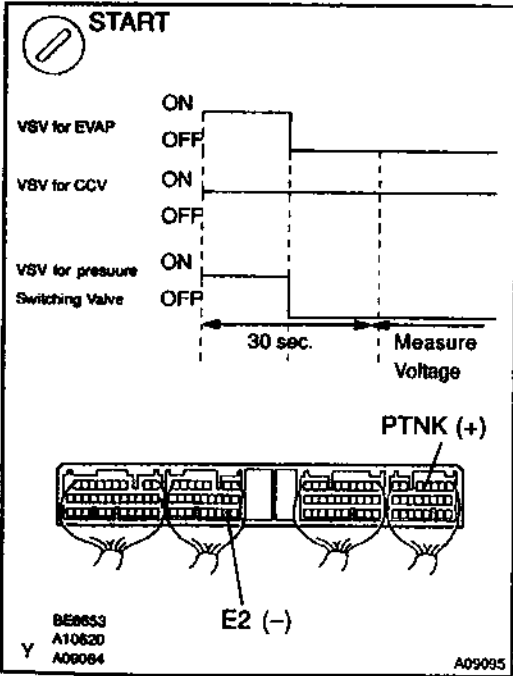 START
ON
VSV for EVAP
OFF
VSV for CCV
ON
OFF
VSV for presuure
Switching Valve
ON
OFF
30 sec.
Measure
Voltage
PTNK (+)
E2 (−)
BE6653
A10620
Y
A09084
A09095